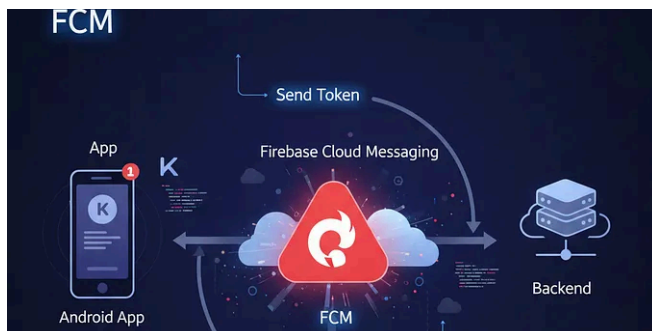 FCM
Send Token
App
Firebase Cloud Messaging
1
K
K
Backend
Android App
FCM